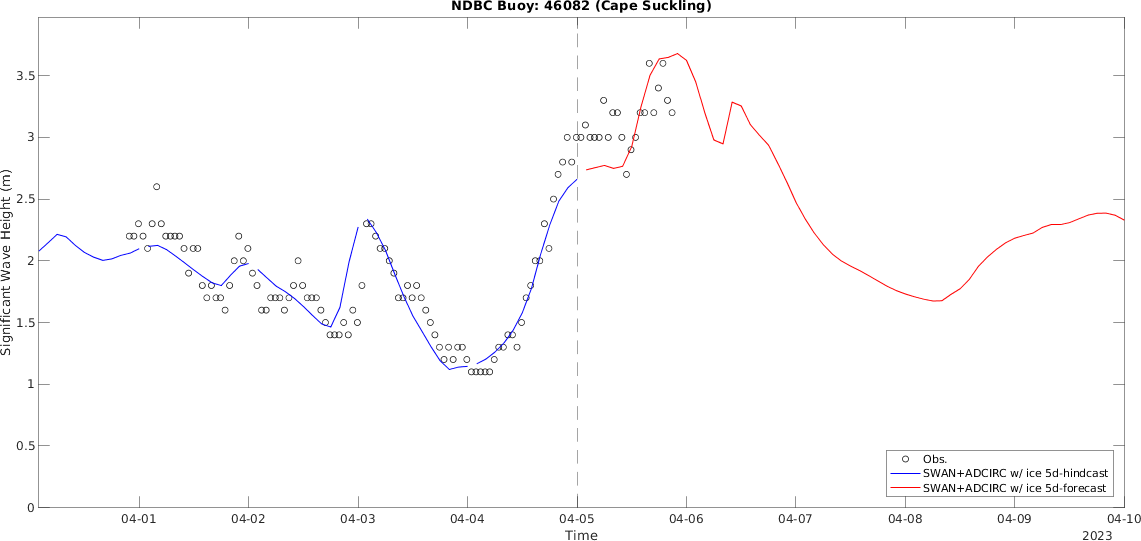 NDBC Buoy: 46082 (Cape Suckling)
Significant Wave Height (m)
3.5
3
2.5
2
1.5
1
0.5
0
Obs.
SWAN+ADCIRC w/ ice 5d-hindcast
SWAN+ADCIRC w/ ice 5d-forecast
04-01 04-02 04-03 04-04 04-05 04-06 04-07 04-08 04-09 04-10
Time 2023